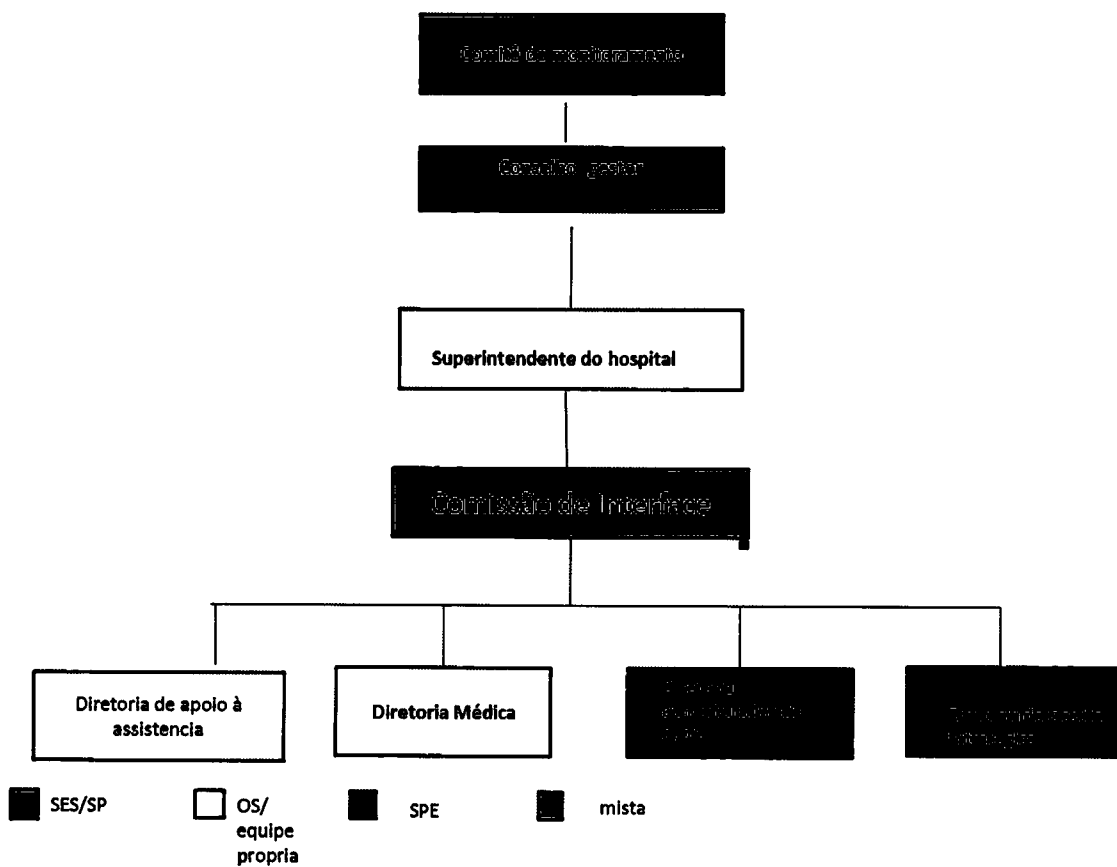 Comitê de monitoramento
Conselho gestor
Superintendente do hospital
Comissão de Interface
Diretoria de apoio à
assistencia
Diretoria Médica
SES/SP
OS/
equipe
propria
SPE
mista